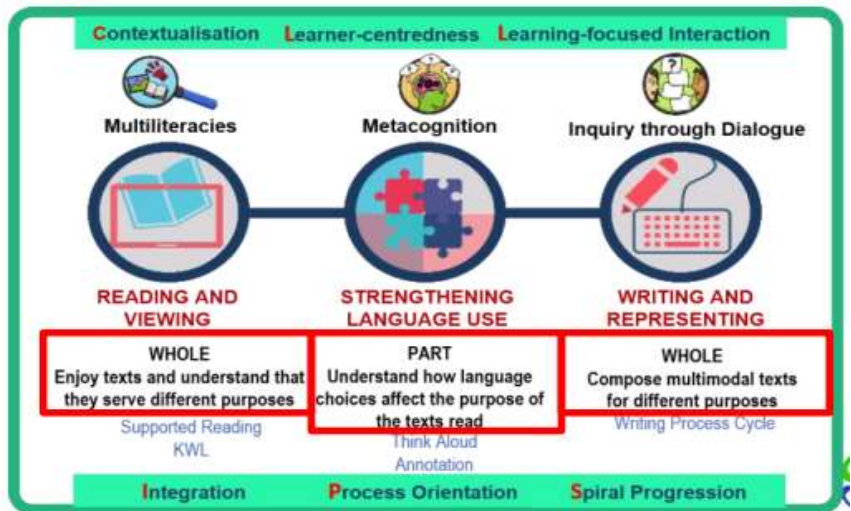 Contextualisation Learner-centredness Learning-focused Interaction
Multiliteracies
Metacognition
Inquiry through Dialogue
READING AND
VIEWING
WHOLE
Enjoy texts and understand that
they serve different purposes
Supported Reading
KWL
STRENGTHENING
LANGUAGE USE
PART
Understand how language
choices affect the purpose of
the texts read
Think Aloud
Annotation
WRITING AND
REPRESENTING
WHOLE
Compose multimodal texts
for different purposes
Writing Process Cycle
Integration Process Orientation Spiral Progression